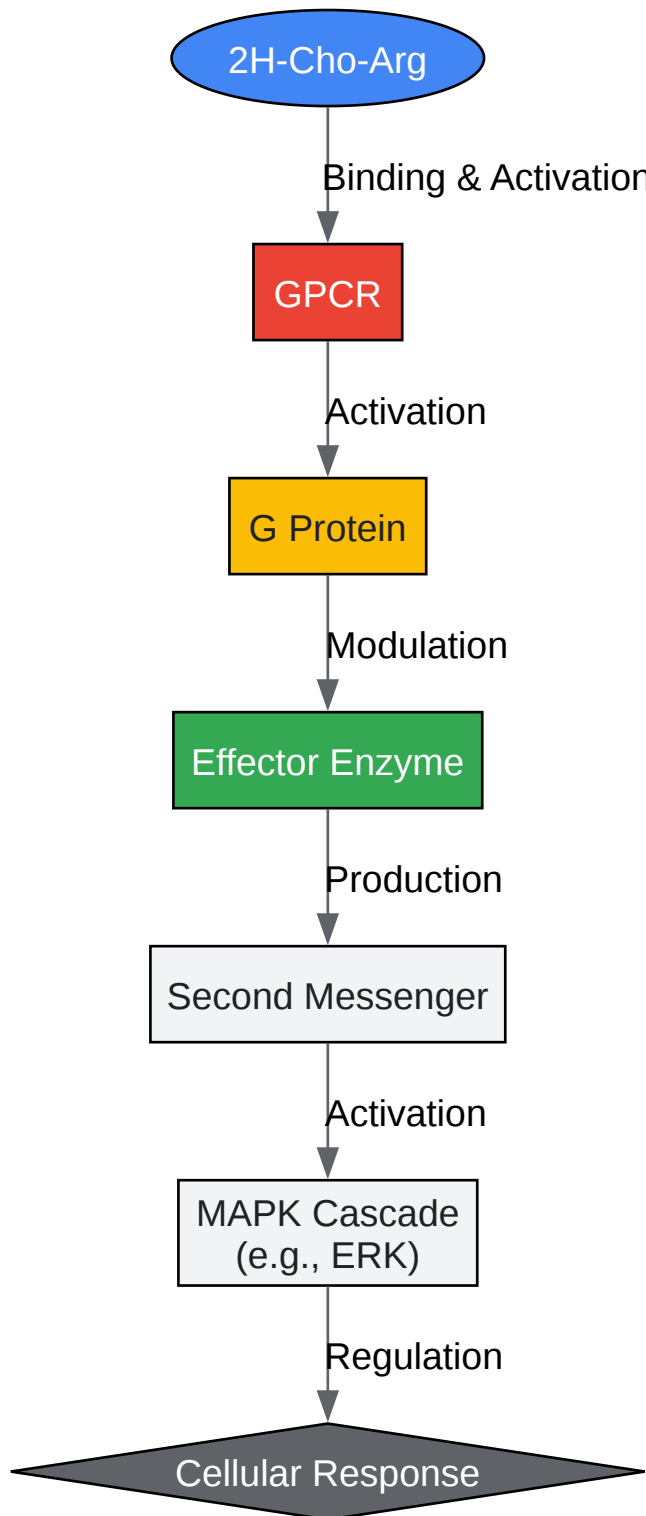 2H-Cho-Arg
Binding & Activation
GPCR
Activation
G Protein
Modulation
Effector Enzyme
Production
Second Messenger
Activation
MAPK Cascade
(e.g., ERK)
Regulation
Cellular Response